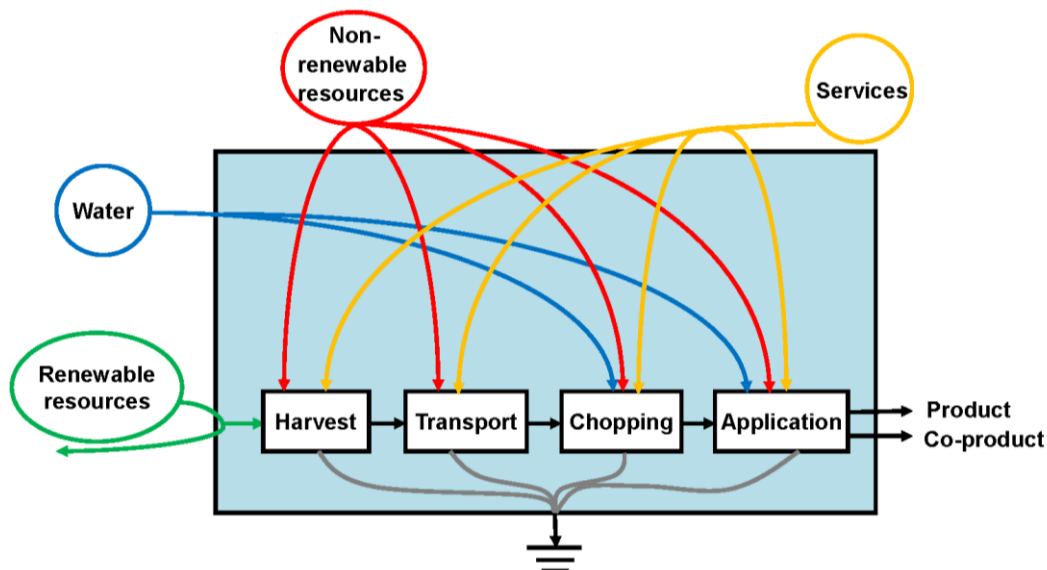 Non-
renewable
resources
Services
Water
Renewable
resources
Harvest
Transport
Chopping
Application
Product
Co-product